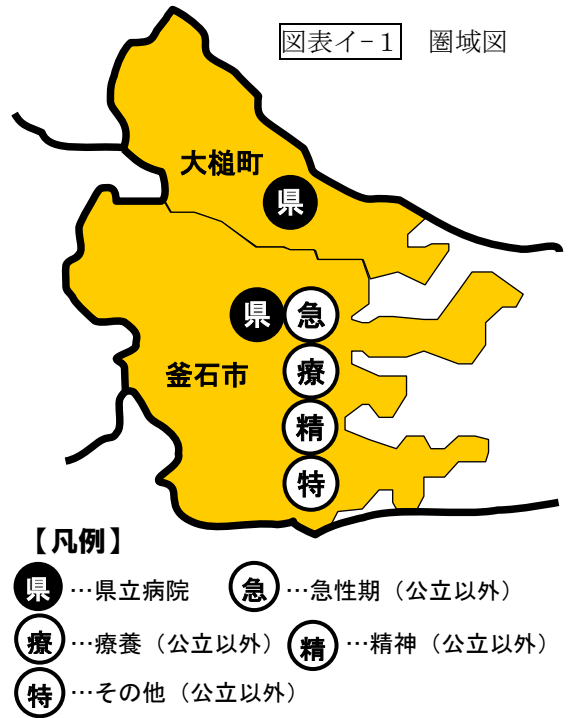 図表イ-1 圏域図
大槌町
県
県 急
釜石市
療
精
特
【凡例】
県 …県立病院 急 …急性期（公立以外）
療 …療養（公立以外） 精 …精神（公立以外）
特 …その他（公立以外）